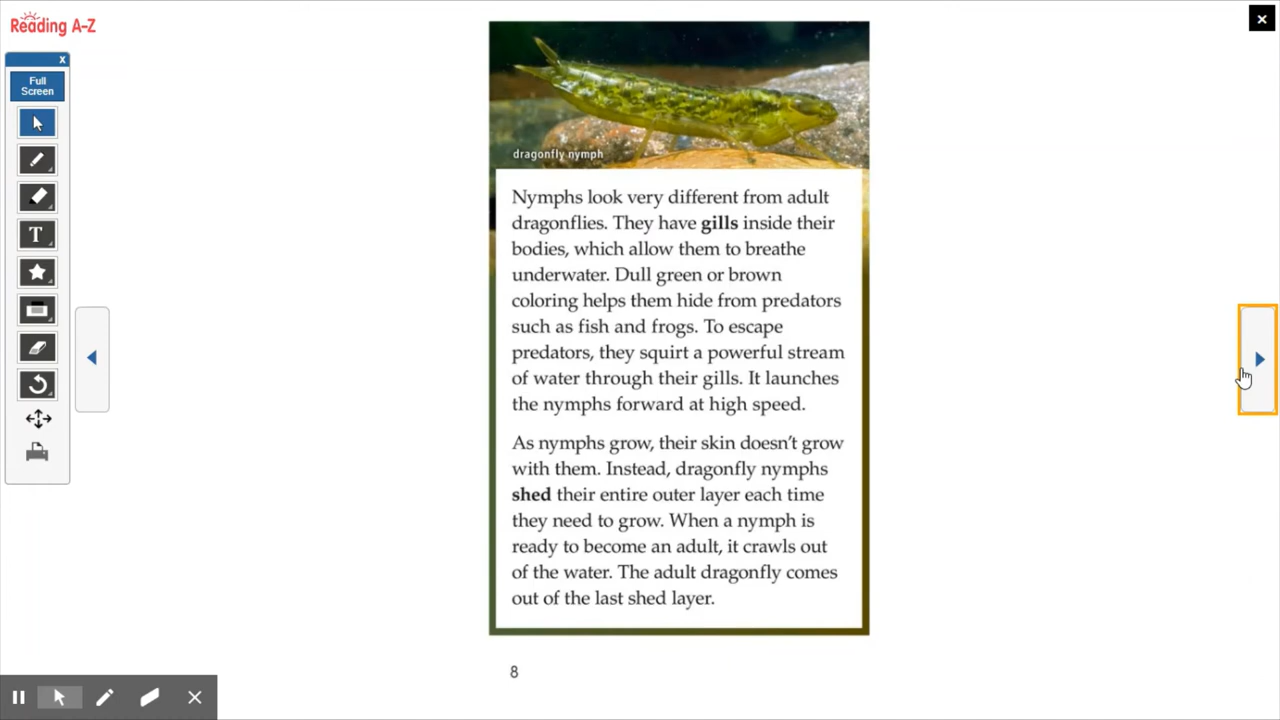 Reading A-Z
x
Full
Screen
T
dragonfly nymph
Nymphs look very different from adult
dragonflies. They have gills inside their
bodies, which allow them to breathe
underwater. Dull green or brown
coloring helps them hide from predators
such as fish and frogs. To escape
predators, they squirt a powerful stream
of water through their gills. It launches
the nymphs forward at high speed.
As nymphs grow, their skin doesn't grow
with them. Instead, dragonfly nymphs
shed their entire outer layer each time
they need to grow. When a nymph is
ready to become an adult, it crawls out
of the water. The adult dragonfly comes
out of the last shed layer.
8